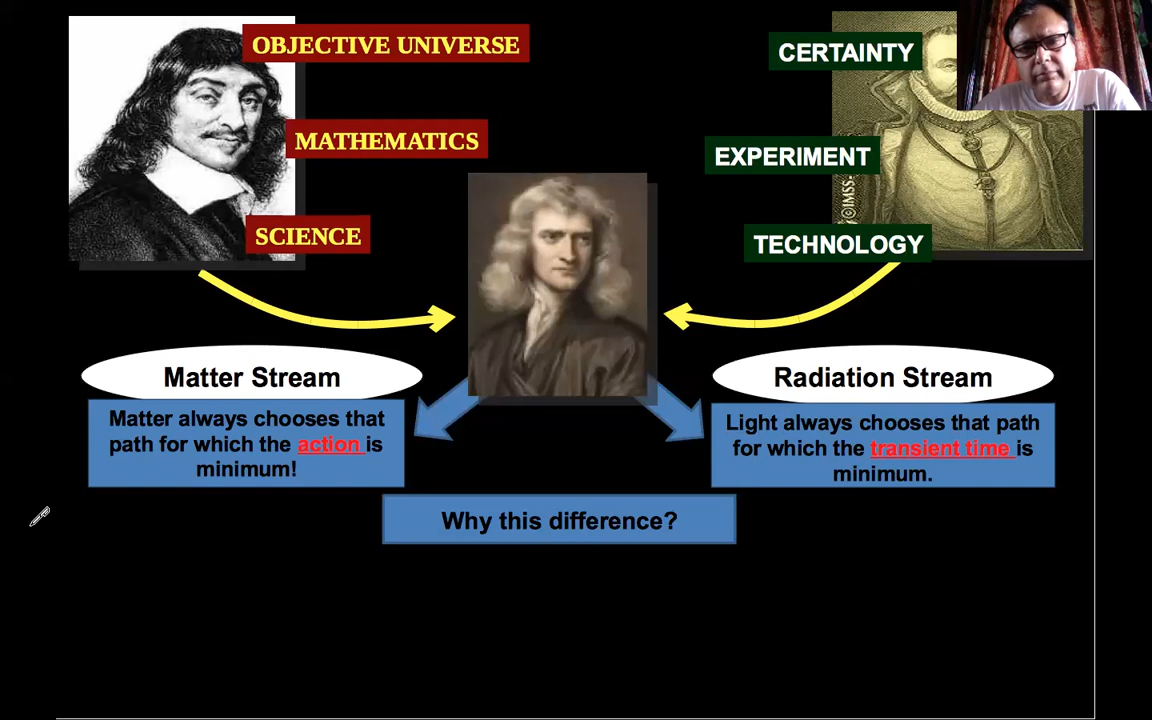 OBJECTIVE UNIVERSE
MATHEMATICS
SCIENCE
CERTAINTY
EXPERIMENT
TECHNOLOGY
©IMSS-
Matter Stream
Matter always chooses that
path for which the action is
minimum!
Radiation Stream
Light always chooses that path
for which the transient time is
minimum.
Why this difference?